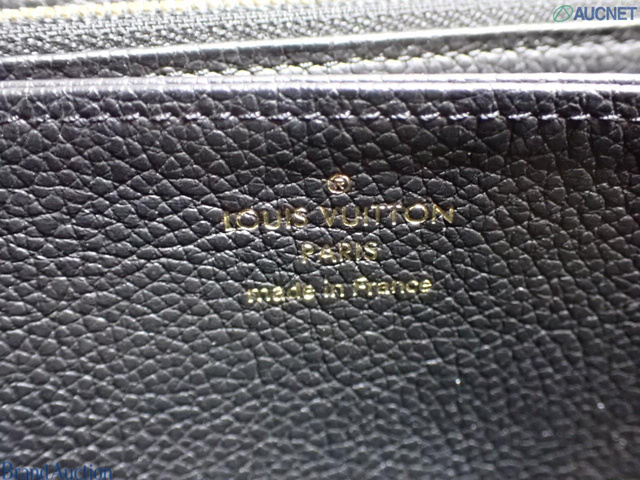 AUCNET
®
LOUIS VUITTON
PARIS
made in France
Brand Auction